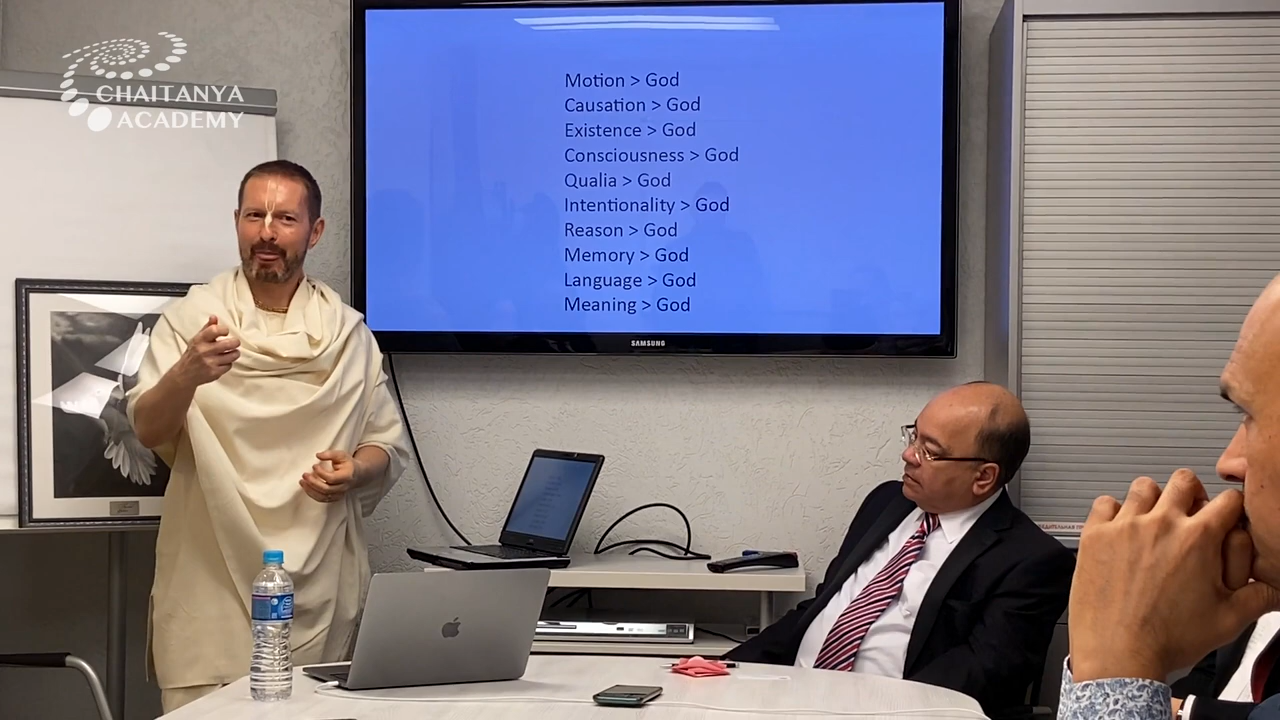 CHAITANYA
ACADEMY
Motion > God
Causation > God
Existence > God
Consciousness > God
Qualia > God
Intentionality > God
Reason > God
Memory > God
Language > God
Meaning > God
SAMSUNG